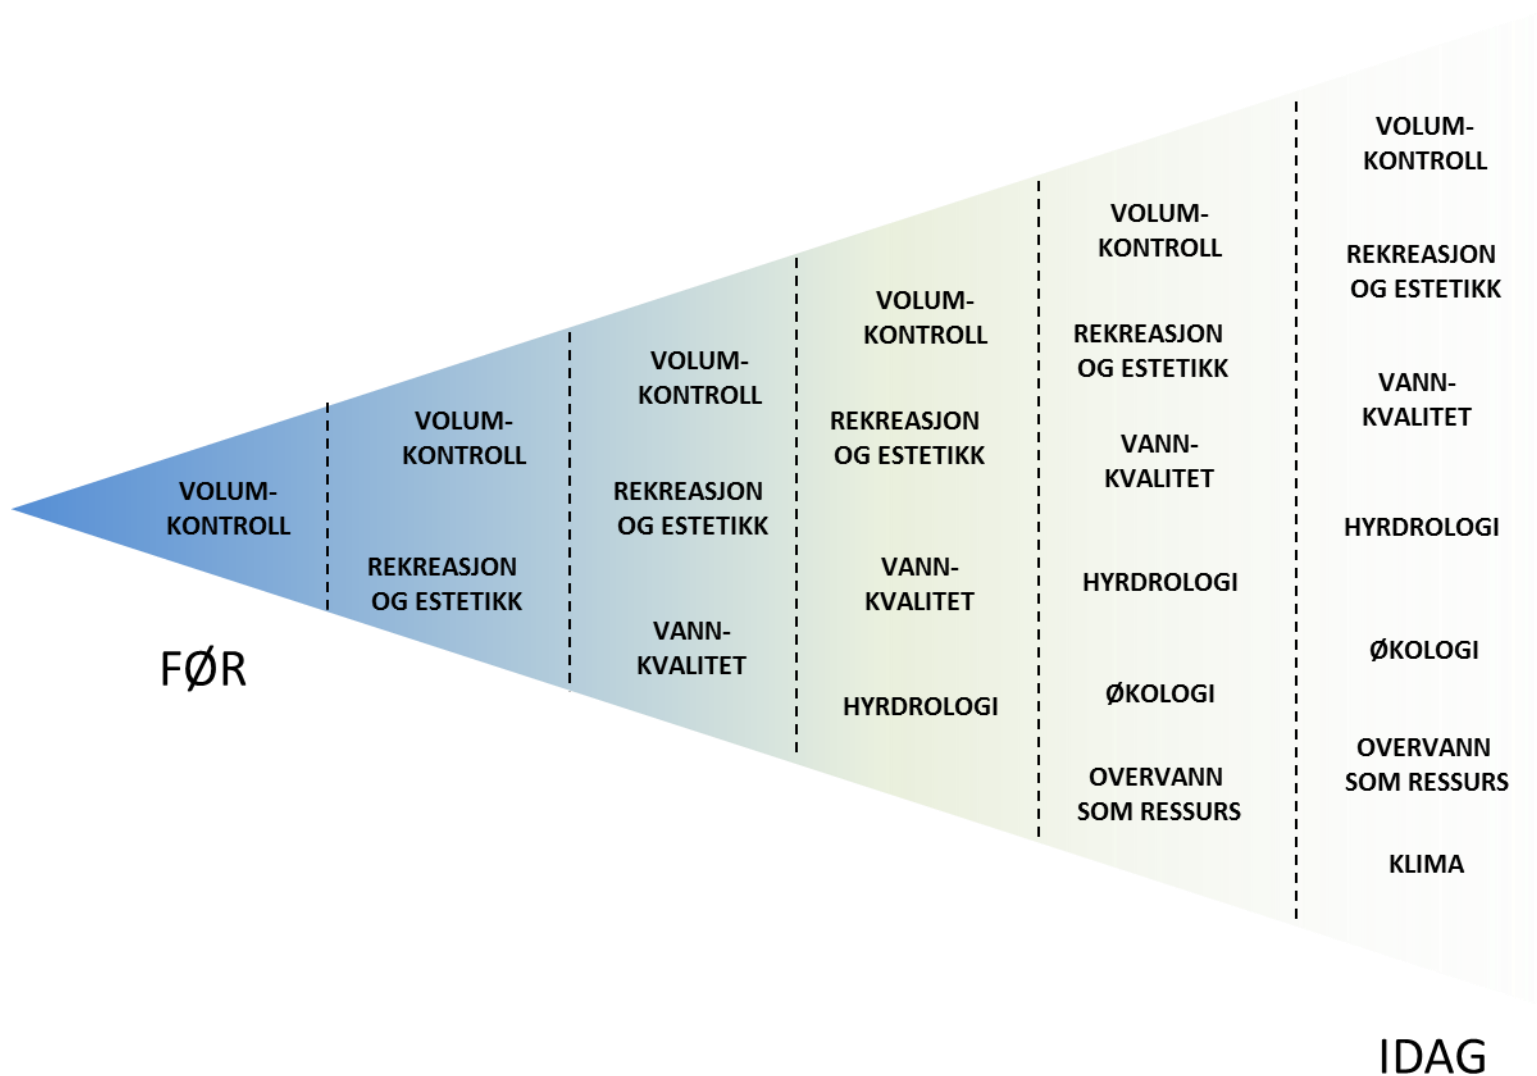 VOLUM-
KONTROLL
FØR
VOLUM-
KONTROLL
REKREASJON
OG ESTETIKK
VOLUM-
KONTROLL
REKREASJON
OG ESTETIKK
VANN-
KVALITET
VOLUM-
KONTROLL
REKREASJON
OG ESTETIKK
VANN-
KVALITET
HYRDROLOGI
VOLUM-
KONTROLL
REKREASJON
OG ESTETIKK
VANN-
KVALITET
HYRDROLOGI
ØKOLOGI
OVERVANN
SOM RESSURS
VOLUM-
KONTROLL
REKREASJON
OG ESTETIKK
VANN-
KVALITET
HYRDROLOGI
ØKOLOGI
OVERVANN
SOM RESSURS
KLIMA
IDAG